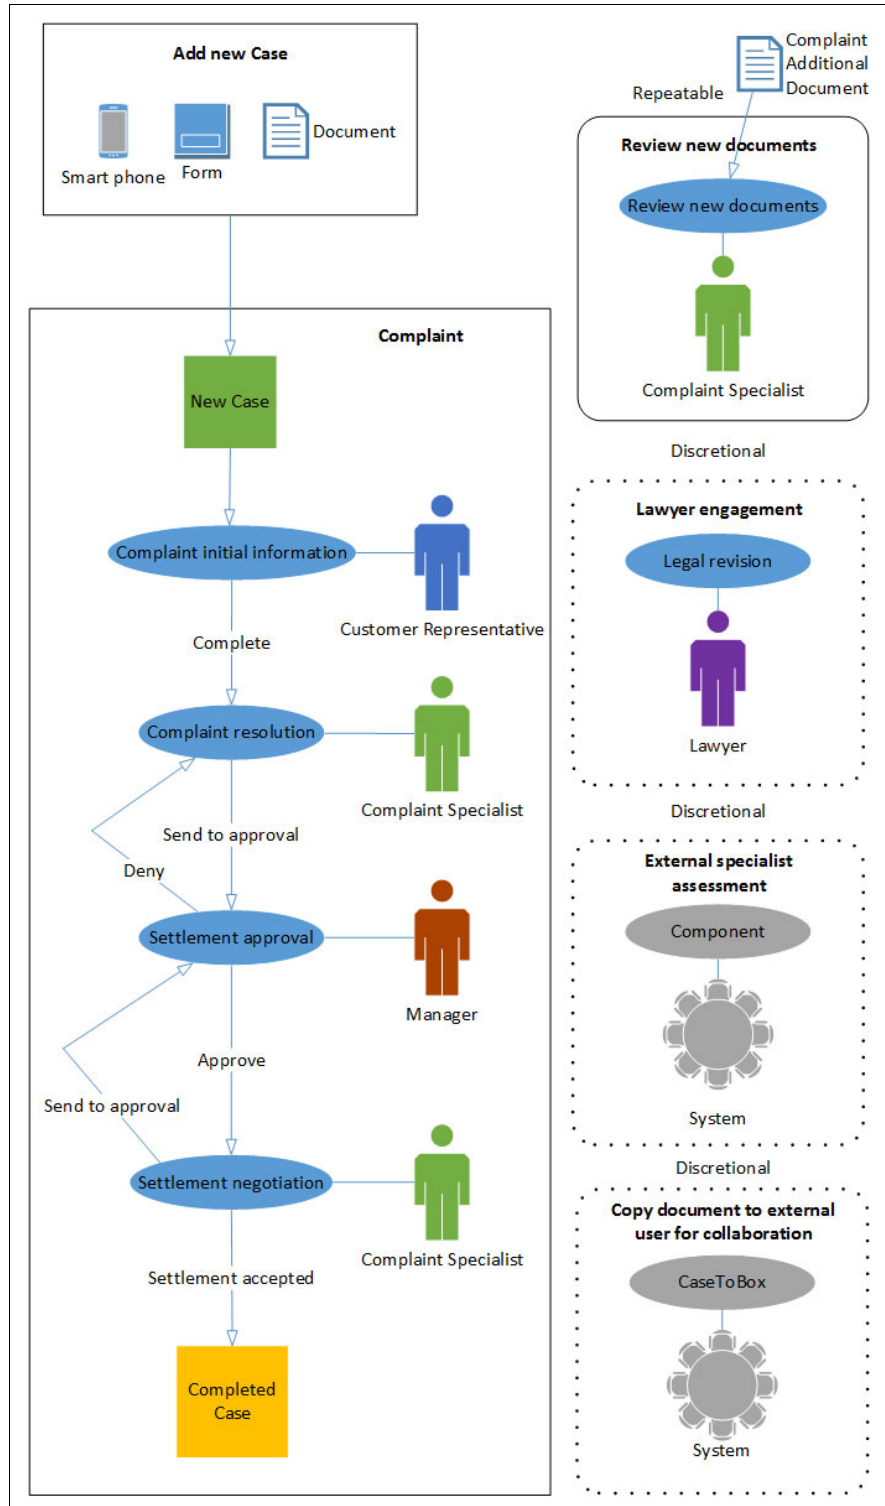 Add new Case
Smart phone
Form
Document
Complaint
New Case
Complaint initial information
Customer Representative
Complete
Complaint resolution
Complaint Specialist
Send to approval
Deny
Settlement approval
Manager
Approve
Send to approval
Settlement negotiation
Complaint Specialist
Settlement accepted
Completed
Case
Complaint
Additional
Document
Repeatable
Review new documents
Review new documents
Complaint Specialist
Discretional
Lawyer engagement
Legal revision
Lawyer
Discretional
External specialist
assessment
Component
System
Discretional
Copy document to external
user for collaboration
CaseToBox
System